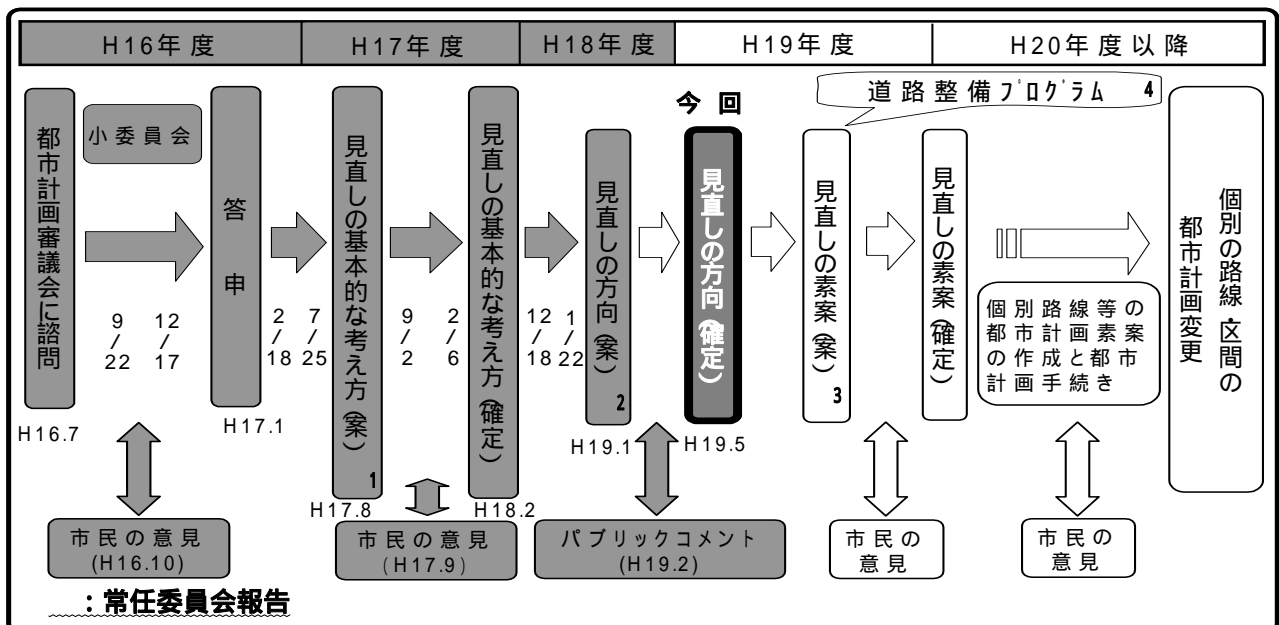 H16年度
H17年度
H18年度
H19年度
H20年度以降
道路整備プログラム 4
今回
都市計画審議会に諮問
小委員会
答申
見直しの基本的な考え方(案) 1
見直しの基本的な考え方(確定)
見直しの方向(案) 2
見直しの方向(確定)
見直しの素案(案) 3
見直しの素案(確定)
個別の路線・区間の
都市計画変更
9/22
12/17
2/18
7/25
9/2
2/6
12/18
1/22
個別路線等の
都市計画素案
の作成と都市
計画手続き
H16.7
H17.1
H17.8
H18.2
H19.1
H19.5
市民の意見
(H16.10)
市民の意見
(H17.9)
パブリックコメント
(H19.2)
市民の
意見
市民の
意見
:常任委員会報告